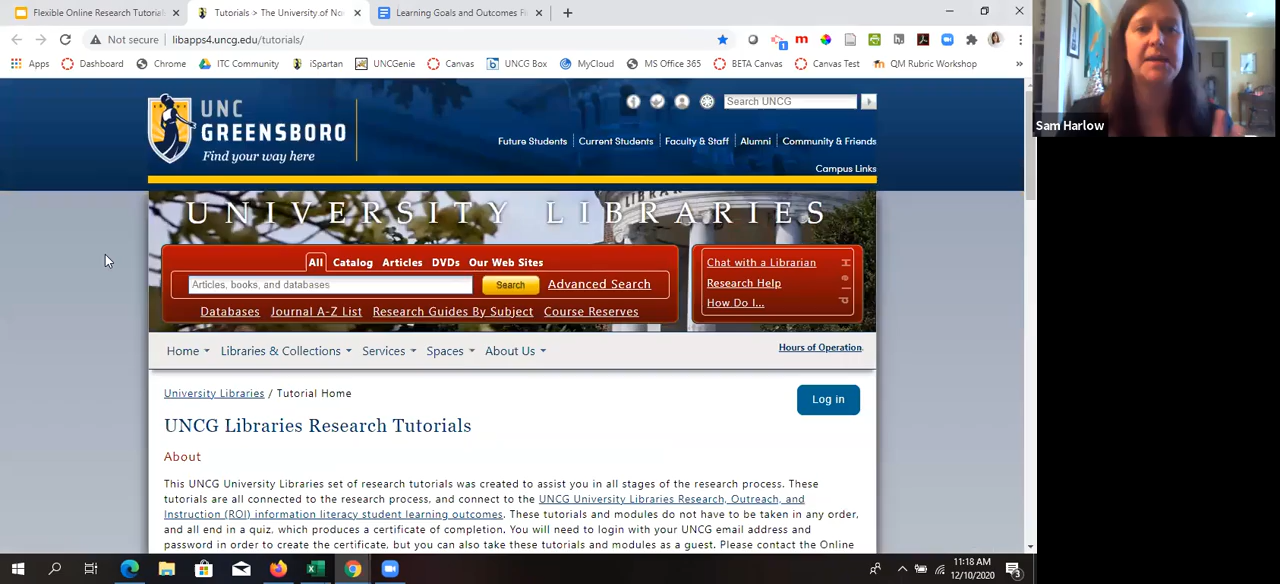 Flexible Online Research Tutorials
Tutorials > The University of No
Learning Goals and Outcomes Fi
Not secure
libapps4.uncg.edu/tutorials/
Apps
Dashboard
Chrome
ITC Community
iSpartan
UNCGenie
Canvas
UNCG Box
MyCloud
MS Office 365
BETA Canvas
Canvas Test
QM Rubric Workshop
Sam Harlow
UNC
GREENSBORO
Find your way here
Search UNCG
Future Students
Current Students
Faculty & Staff
Alumni
Community & Friends
Campus Links
UNIVERSITY LIBRARIES
All
Catalog
Articles
DVDs
Our Web Sites
Articles, books, and databases
Search
Advanced Search
Databases
Journal A-Z List
Research Guides By Subject
Course Reserves
Chat with a Librarian
Research Help
How Do I...
Help
Home
Libraries & Collections
Services
Spaces
About Us
Hours of Operation
University Libraries / Tutorial Home
Log in
UNCG Libraries Research Tutorials
About
This UNCG University Libraries set of research tutorials was created to assist you in all stages of the research process. These
tutorials are all connected to the research process, and connect to the UNCG University Libraries Research, Outreach, and
Instruction (ROI) information literacy student learning outcomes. These tutorials and modules do not have to be taken in any order,
and all end in a quiz, which produces a certificate of completion. You will need to login with your UNCG email address and
password in order to create the certificate, but you can also take these tutorials and modules as a guest. Please contact the Online
11:18 AM
12/10/2020